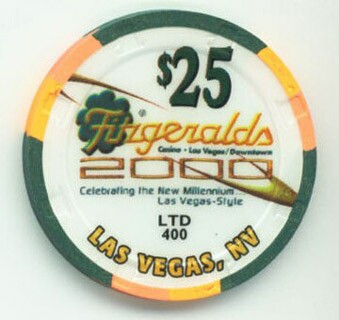 $25
Fitzgeralds
Casino - Las Vegas/Downtown
2000
Celebrating the New Millennium...
Las Vegas-Style
LTD
400
LAS VEGAS, NV